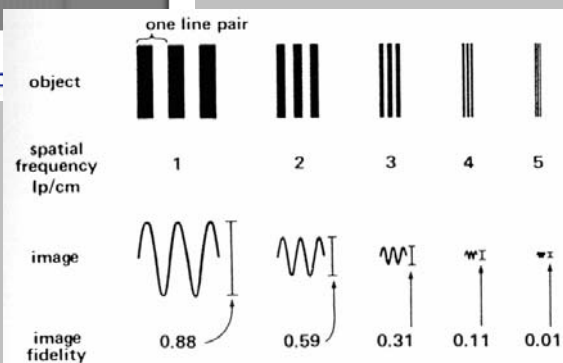 one line pair
object
spatial
frequency 1 2 3 4 5
lp/cm
image
image 0.88 0.59 0.31 0.11 0.01
fidelity